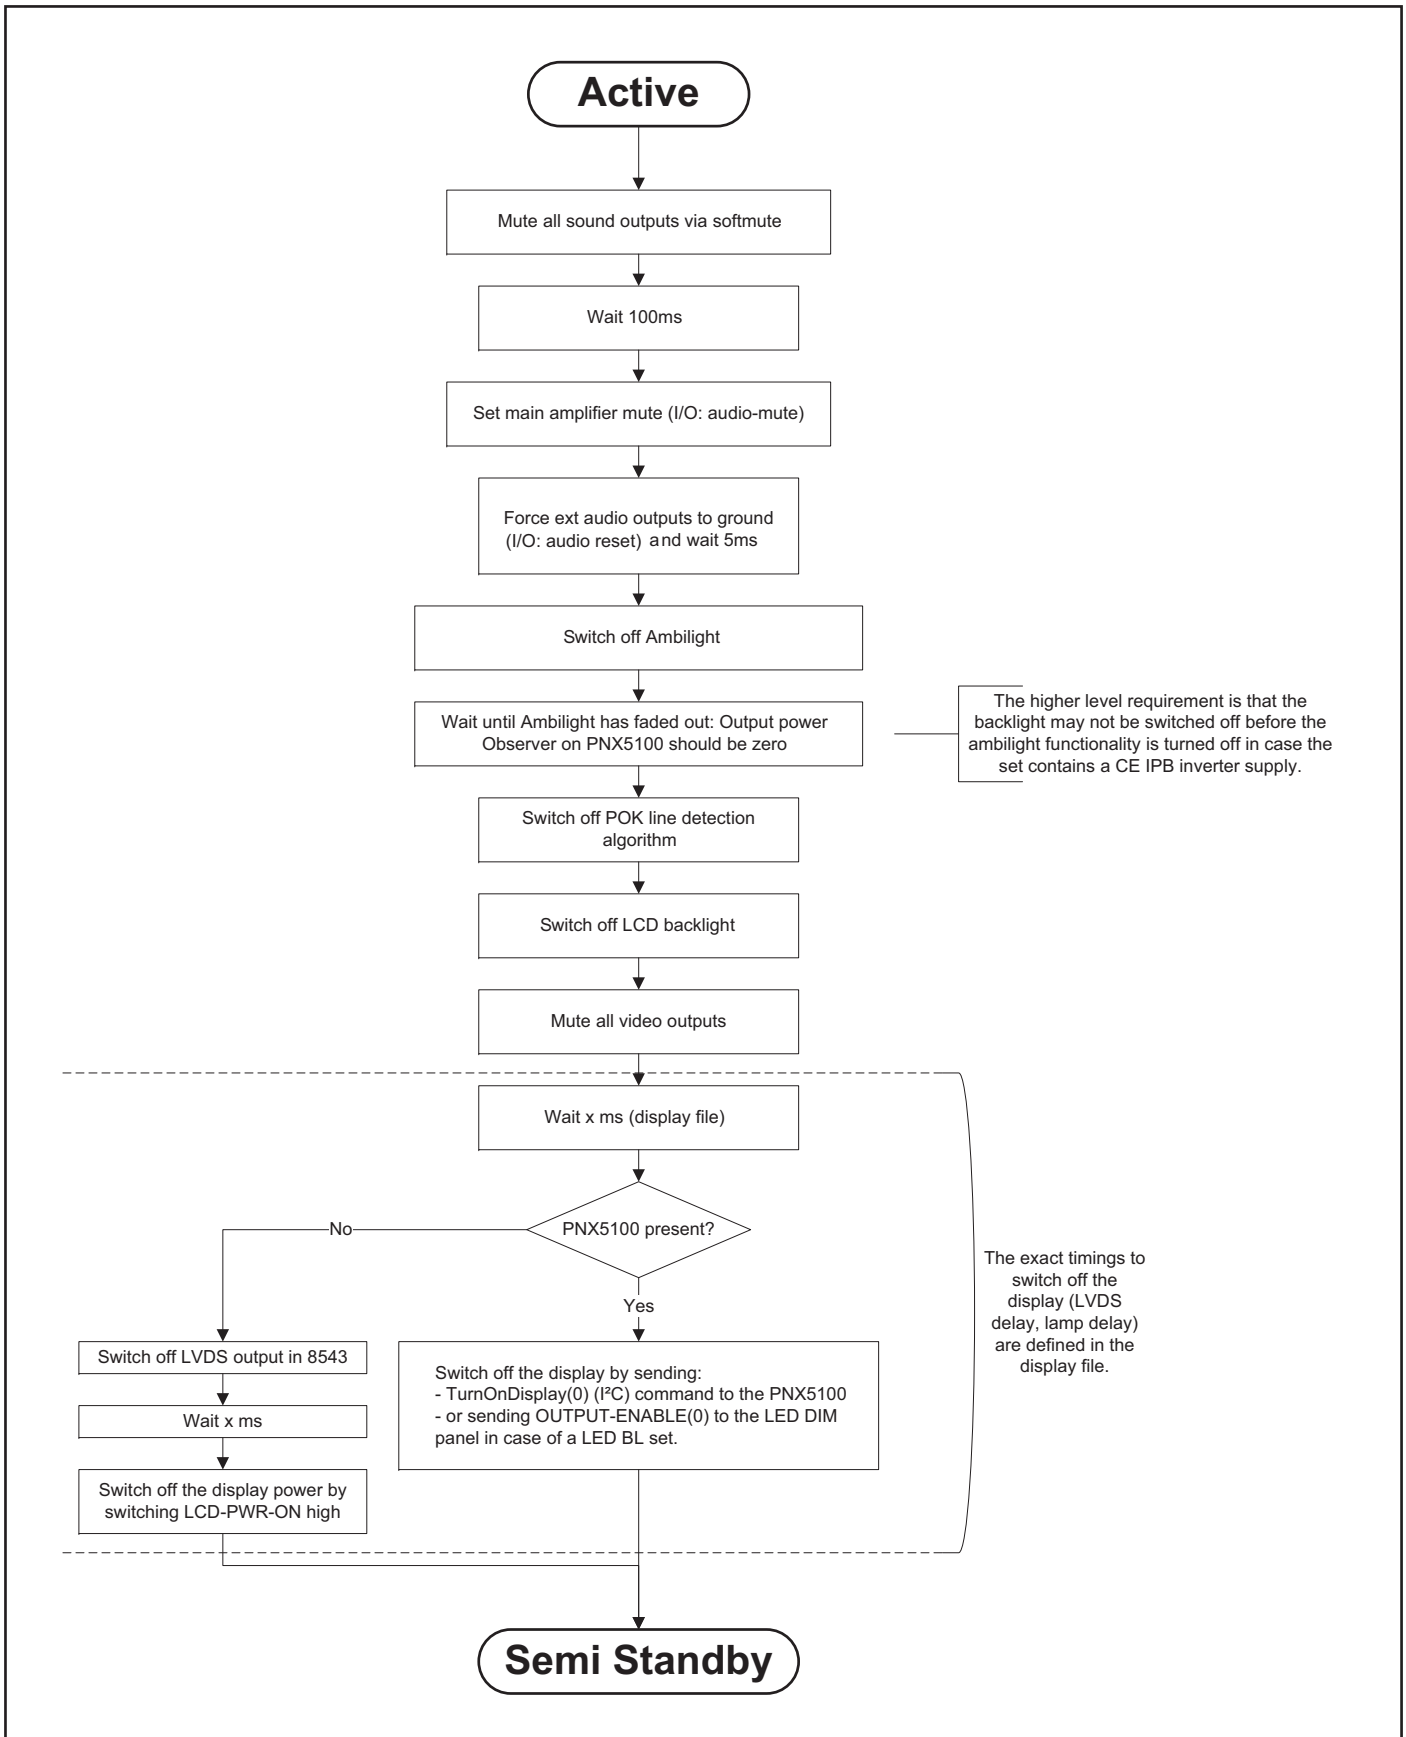 Active
Mute all sound outputs via softmute
Wait 100ms
Set main amplifier mute (I/O: audio-mute)
Force ext audio outputs to ground
(I/O: audio reset) and wait 5ms
Switch off Ambilight
Wait until Ambilight has faded out: Output power
Observer on PNX5100 should be zero
The higher level requirement is that the
backlight may not be switched off before the
ambilight functionality is turned off in case the
set contains a CE IPB inverter supply.
Switch off POK line detection
algorithm
Switch off LCD backlight
Mute all video outputs
Wait x ms (display file)
PNX5100 present?
No
Yes
The exact timings to
switch off the
display (LVDS
delay, lamp delay)
are defined in the
display file.
Switch off LVDS output in 8543
Wait x ms
Switch off the display power by
switching LCD-PWR-ON high
Switch off the display by sending:
- TurnOnDisplay(0) (I²C) command to the PNX5100
- or sending OUTPUT-ENABLE(0) to the LED DIM
panel in case of a LED BL set.
Semi Standby